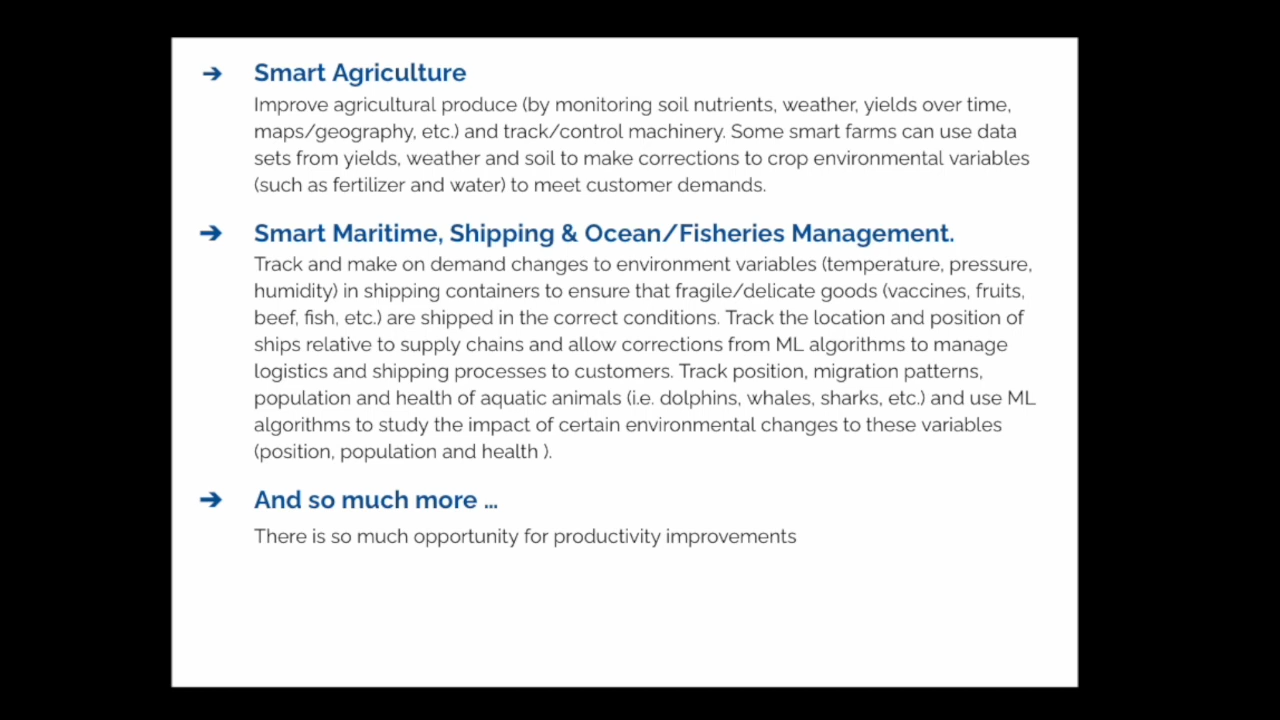 ➔ Smart Agriculture
Improve agricultural produce (by monitoring soil nutrients, weather, yields over time,
maps/geography, etc.) and track/control machinery. Some smart farms can use data
sets from yields, weather and soil to make corrections to crop environmental variables
(such as fertilizer and water) to meet customer demands.
➔ Smart Maritime, Shipping & Ocean/Fisheries Management.
Track and make on demand changes to environment variables (temperature, pressure,
humidity) in shipping containers to ensure that fragile/delicate goods (vaccines, fruits,
beef, fish, etc.) are shipped in the correct conditions. Track the location and position of
ships relative to supply chains and allow corrections from ML algorithms to manage
logistics and shipping processes to customers. Track position, migration patterns,
population and health of aquatic animals (i.e. dolphins, whales, sharks, etc.) and use ML
algorithms to study the impact of certain environmental changes to these variables
(position, population and health ).
➔ And so much more ...
There is so much opportunity for productivity improvements